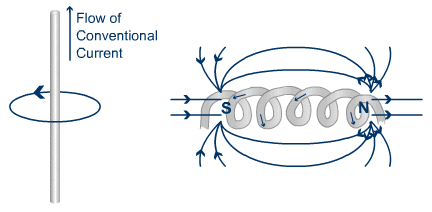 Flow of
Conventional
Current
S
N